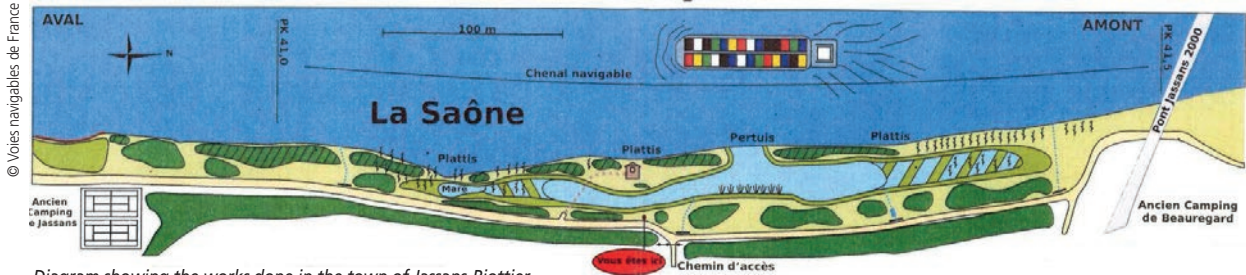 © Voies navigables de France
AVAL
AMONT
N
PK 41,0
100 m
Chenal navigable
PK 41,5
Pont Jassans 2000
La Saône
Plattis
Plattis
Pertuis
Plattis
Mare
Ancien
Camping
de Jassans
Ancien Camping
de Beauregard
Vous êtes ici
Chemin d'accès
Diagram showing the works done in the town of Jassans-Riottier